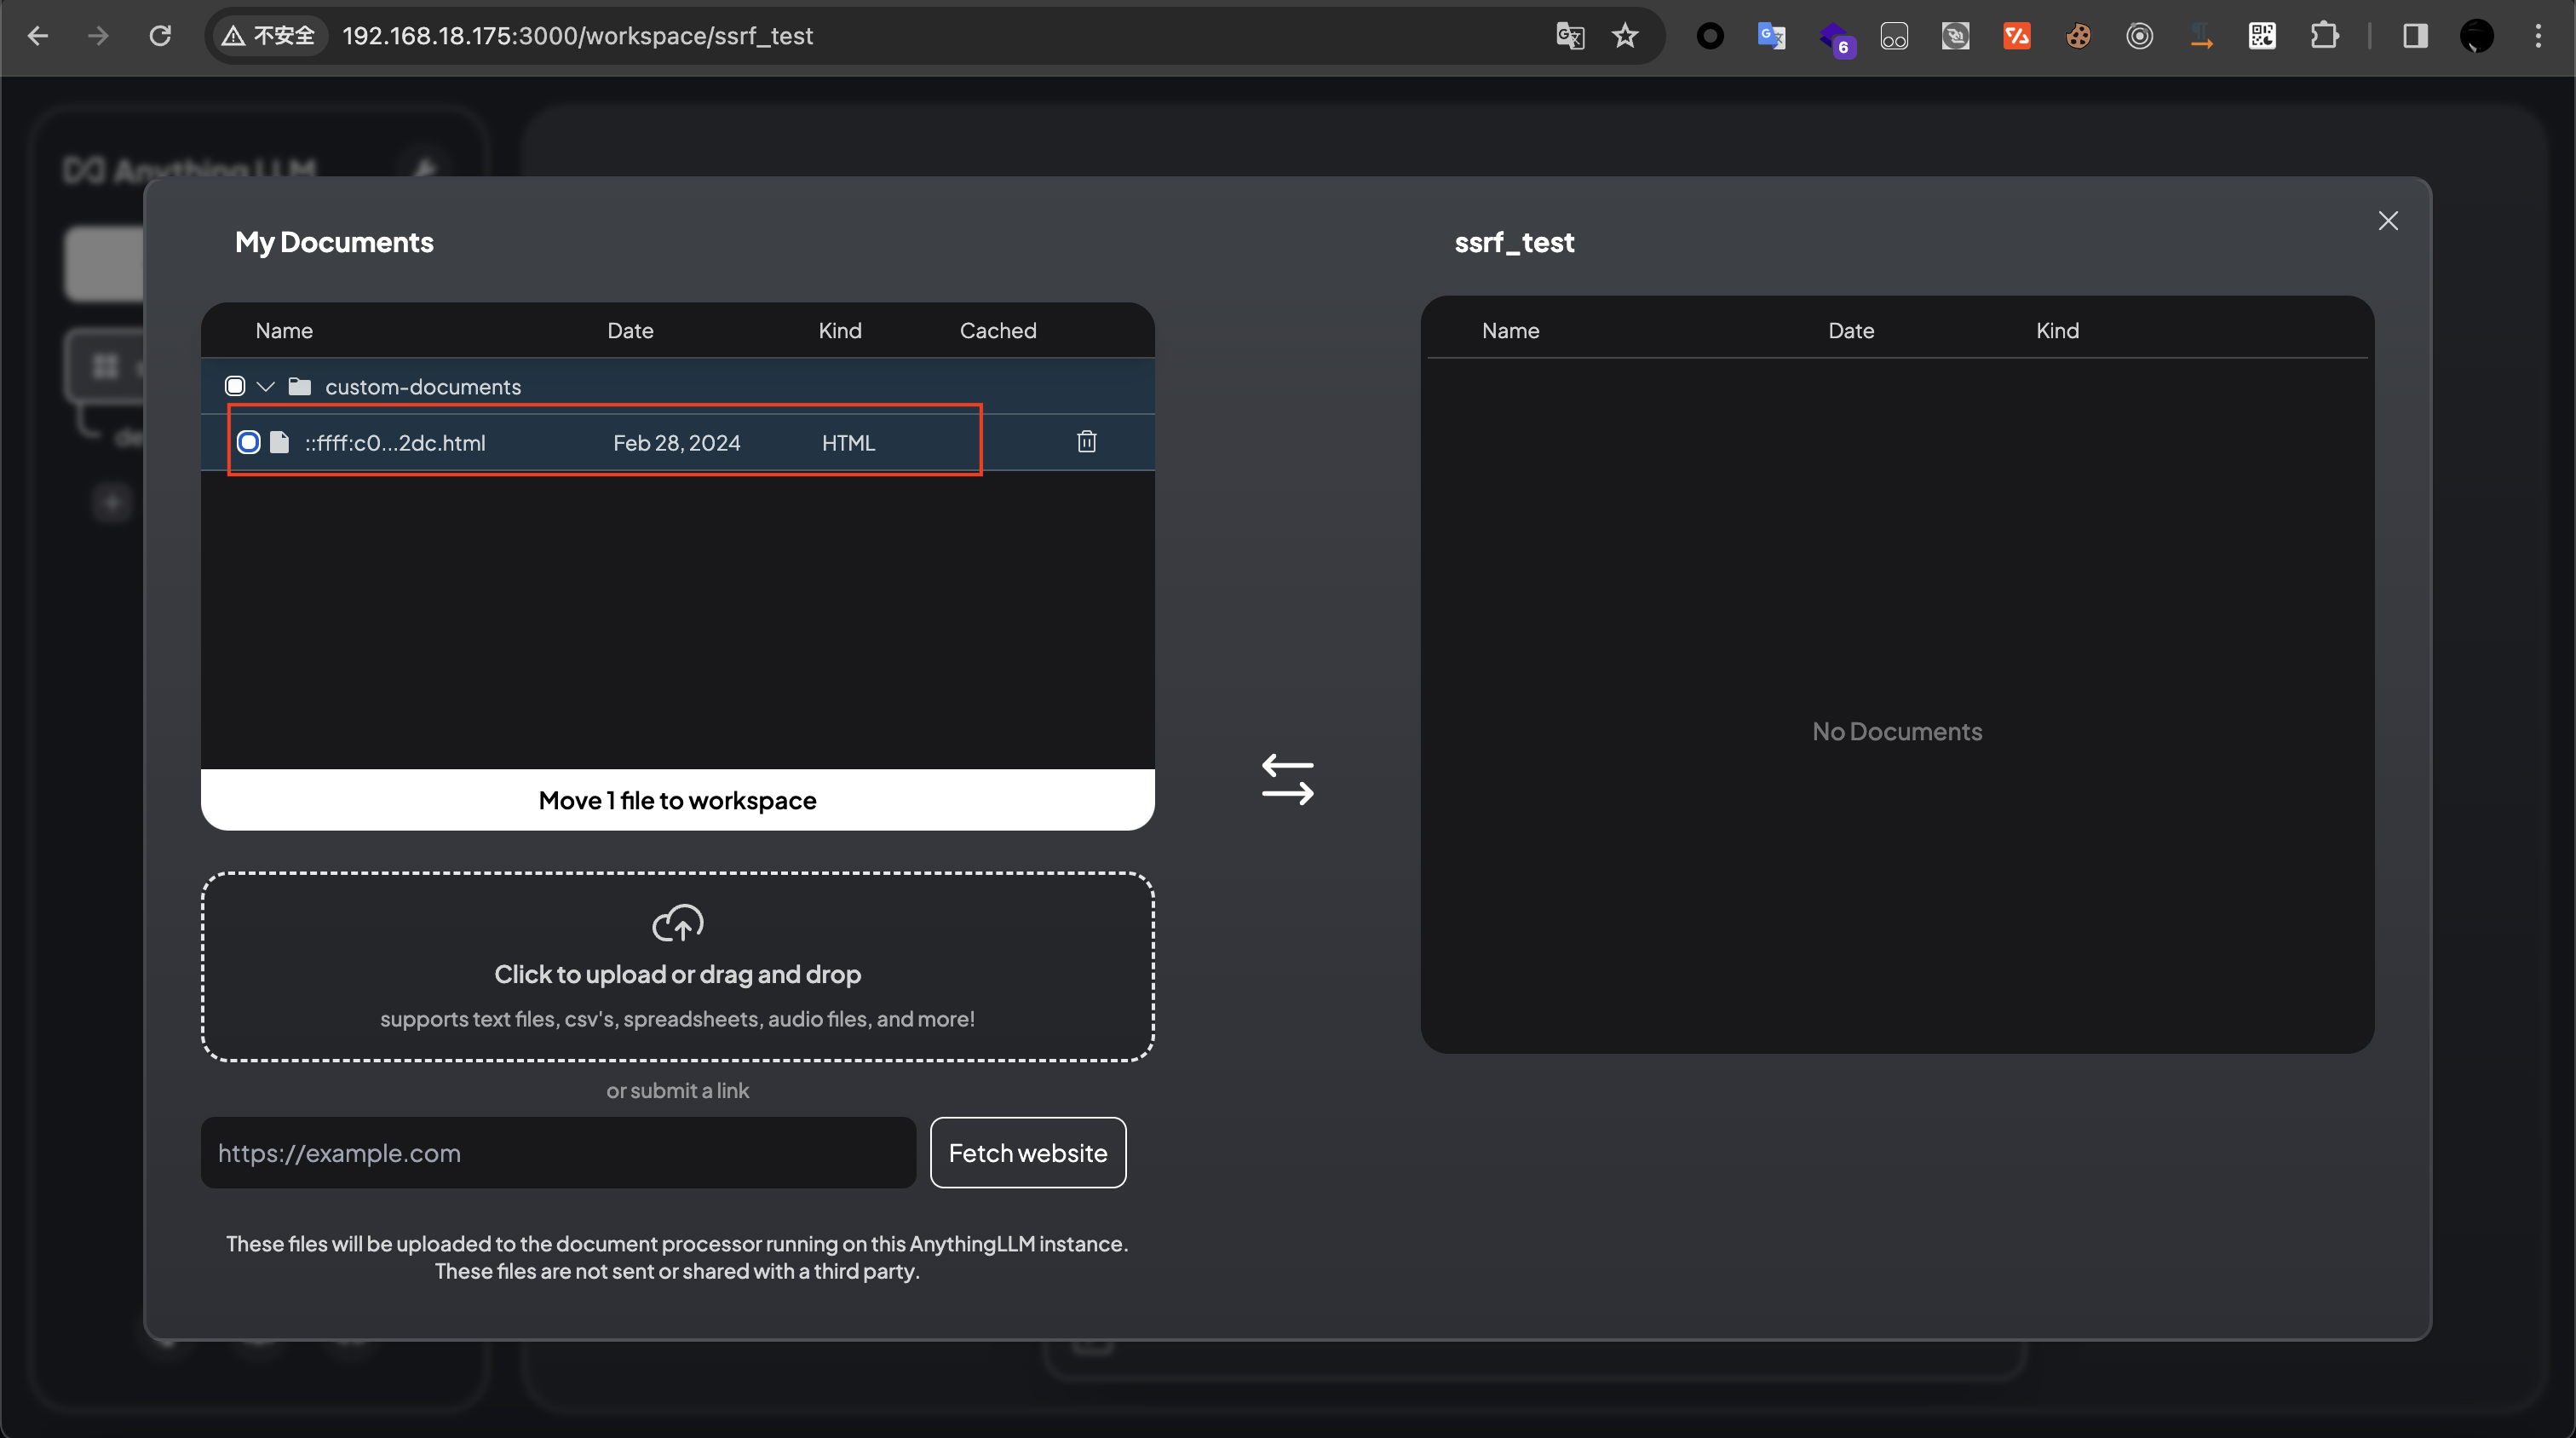 不安全
192.168.18.175:3000/workspace/ssrf_test
6
Anything LLM
My Documents
ssrf_test
Name Date Kind Cached
Name Date Kind
custom-documents
::ffff:c0...2dc.html Feb 28, 2024 HTML
No Documents
Move 1 file to workspace
Click to upload or drag and drop
supports text files, csv's, spreadsheets, audio files, and more!
or submit a link
https://example.com
Fetch website
These files will be uploaded to the document processor running on this AnythingLLM instance.
These files are not sent or shared with a third party.